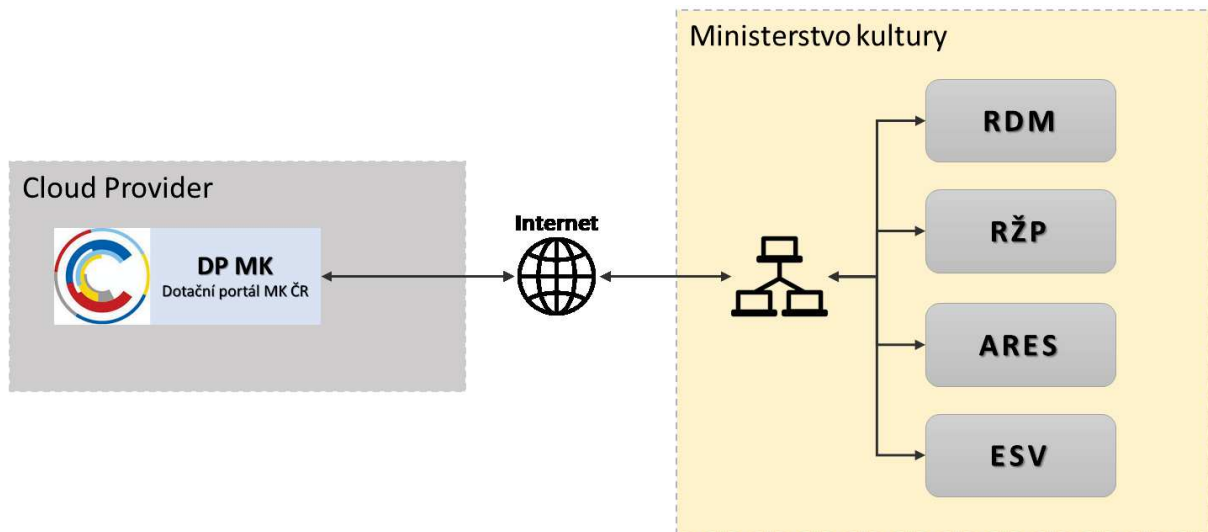 Ministerstvo kultury
RDM
Cloud Provider
RŽP
Internet
DP MK
Dotační portál MK ČR
ARES
ESV